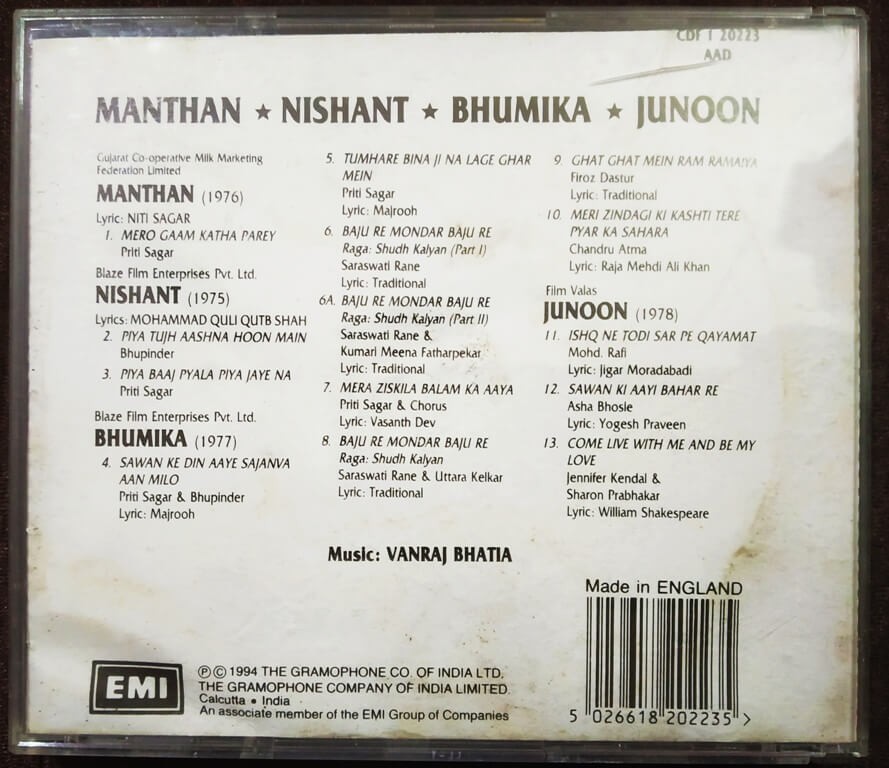 CDF 1 20223
AAD
MANTHAN ★ NISHANT ★ BHUMIKA ★ JUNOON
Gujarat Co-operative Milk Marketing
Federation Limited
MANTHAN (1976)
Lyric: NITI SAGAR
1. MERO GAAM KATHA PAREY
Priti Sagar
Blaze Film Enterprises Pvt. Ltd.
NISHANT (1975)
Lyrics: MOHAMMAD QULI QUTB SHAH
2. PIYA TUJH AASHNA HOON MAIN
Bhupinder
3. PIYA BAAJ PYALA PIYA JAYE NA
Priti Sagar
Blaze Film Enterprises Pvt. Ltd.
BHUMIKA (1977)
4. SAWAN KE DIN AAYE SAJANVA
AAN MILO
Priti Sagar & Bhupinder
Lyric: Majrooh
5. TUMHARE BINA JI NA LAGE GHAR
MEIN
Priti Sagar
Lyric: Majrooh
6. BAJU RE MONDAR BAJU RE
Raga: Shudh Kalyan (Part I)
Saraswati Rane
Lyric: Traditional
6A. BAJU RE MONDAR BAJU RE
Raga: Shudh Kalyan (Part II)
Saraswati Rane &
Kumari Meena Fatharpekar
Lyric: Traditional
7. MERA ZISKILA BALAM KA AAYA
Priti Sagar & Chorus
Lyric: Vasanth Dev
8. BAJU RE MONDAR BAJU RE
Raga: Shudh Kalyan
Saraswati Rane & Uttara Kelkar
Lyric: Traditional
9. GHAT GHAT MEIN RAM RAMAIYA
Firoz Dastur
Lyric: Traditional
10. MERI ZINDAGI KI KASHTI TERE
PYAR KA SAHARA
Chandru Atma
Lyric: Raja Mehdi Ali Khan
Film Valas
JUNOON (1978)
11. ISHQ NE TODI SAR PE QAYAMAT
Mohd. Rafi
Lyric: Jigar Moradabadi
12. SAWAN KI AAYI BAHAR RE
Asha Bhosle
Lyric: Yogesh Praveen
13. COME LIVE WITH ME AND BE MY
LOVE
Jennifer Kendal &
Sharon Prabhakar
Lyric: William Shakespeare
Music: VANRAJ BHATIA
Made in ENGLAND
EMI
℗ © 1994 THE GRAMOPHONE CO. OF INDIA LTD.
THE GRAMOPHONE COMPANY OF INDIA LIMITED.
Calcutta • India
An associate member of the EMI Group of Companies
5 026618 202235 >